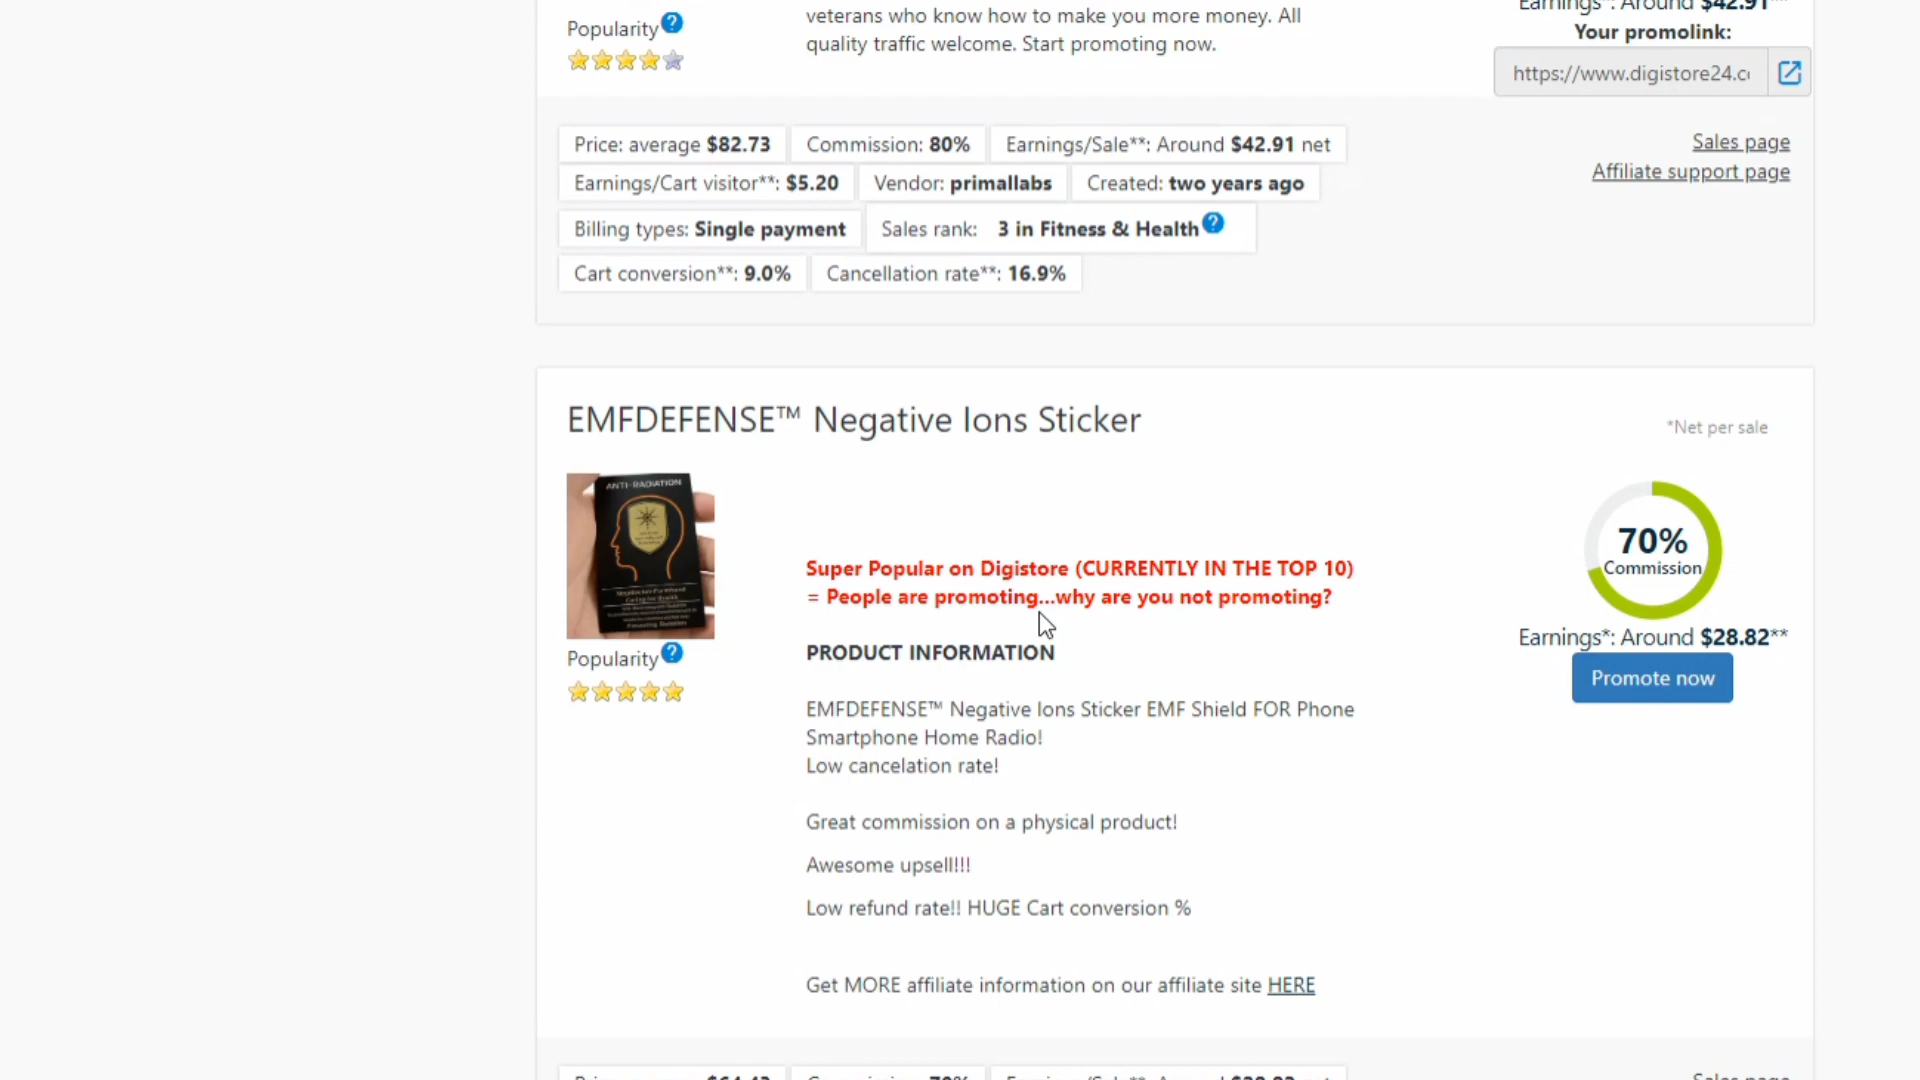 Popularity
veterans who know how to make you more money. All
quality traffic welcome. Start promoting now.
Earnings*: Around $42.91**
Your promolink:
https://www.digistore24.c
Price: average $82.73 Commission: 80% Earnings/Sale**: Around $42.91 net
Earnings/Cart visitor**: $5.20 Vendor: primallabs Created: two years ago
Billing types: Single payment Sales rank: 3 in Fitness & Health
Cart conversion**: 9.0% Cancellation rate**: 16.9%
Sales page
Affiliate support page
EMFDEFENSE™ Negative Ions Sticker
*Net per sale
ANTI-RADIATION
Popularity
Super Popular on Digistore (CURRENTLY IN THE TOP 10)
= People are promoting...why are you not promoting?
PRODUCT INFORMATION
EMFDEFENSE™ Negative Ions Sticker EMF Shield FOR Phone
Smartphone Home Radio!
Low cancelation rate!
Great commission on a physical product!
Awesome upsell!!!
Low refund rate!! HUGE Cart conversion %
Get MORE affiliate information on our affiliate site HERE
70%
Commission
Earnings*: Around $28.82**
Promote now